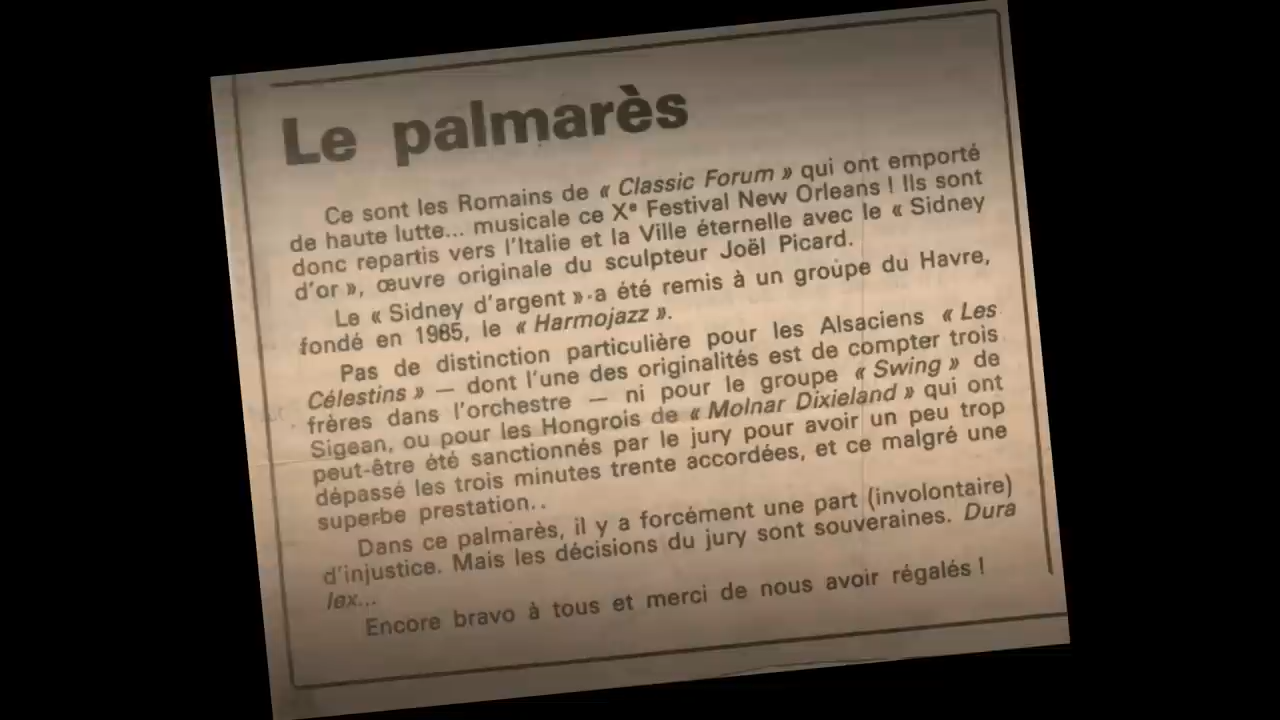 Le palmarès
Ce sont les Romains de « Classic Forum » qui ont emporté
de haute lutte... musicale ce Xe Festival New Orleans ! Ils sont
donc repartis vers l'Italie et la Ville éternelle avec le « Sidney
d'or », œuvre originale du sculpteur Joël Picard.
Le « Sidney d'argent » a été remis à un groupe du Havre,
fondé en 1985, le « Harmojazz ».
Pas de distinction particulière pour les Alsaciens « Les
Célestins » — dont l'une des originalités est de compter trois
frères dans l'orchestre — ni pour le groupe « Swing » de
Sigean, ou pour les Hongrois de « Molnar Dixieland » qui ont
peut-être été sanctionnés par le jury pour avoir un peu trop
dépassé les trois minutes trente accordées, et ce malgré une
superbe prestation..
Dans ce palmarès, il y a forcément une part (involontaire)
d'injustice. Mais les décisions du jury sont souveraines. Dura
lex...
Encore bravo à tous et merci de nous avoir régalés !